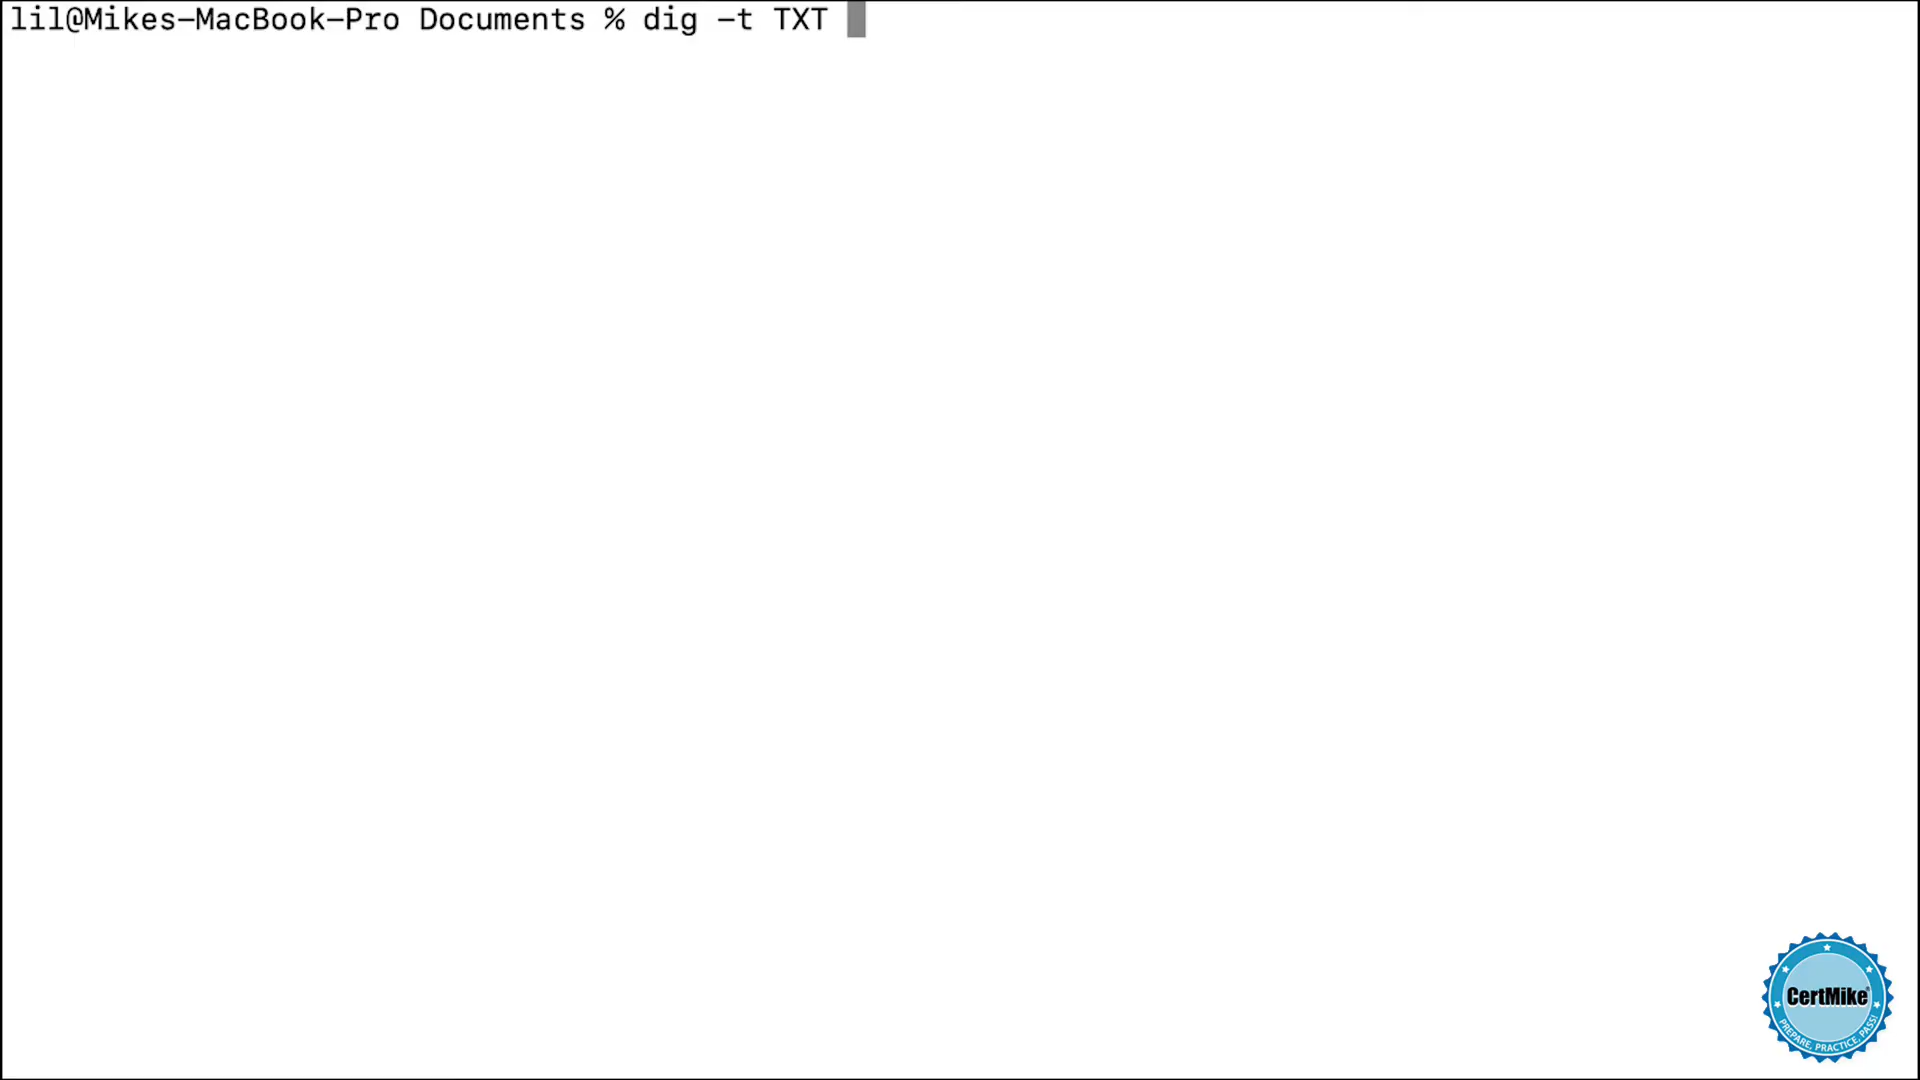 lil@Mikes-MacBook-Pro Documents % dig -t TXT
CertMike
PREPARE, PRACTICE, PASS!